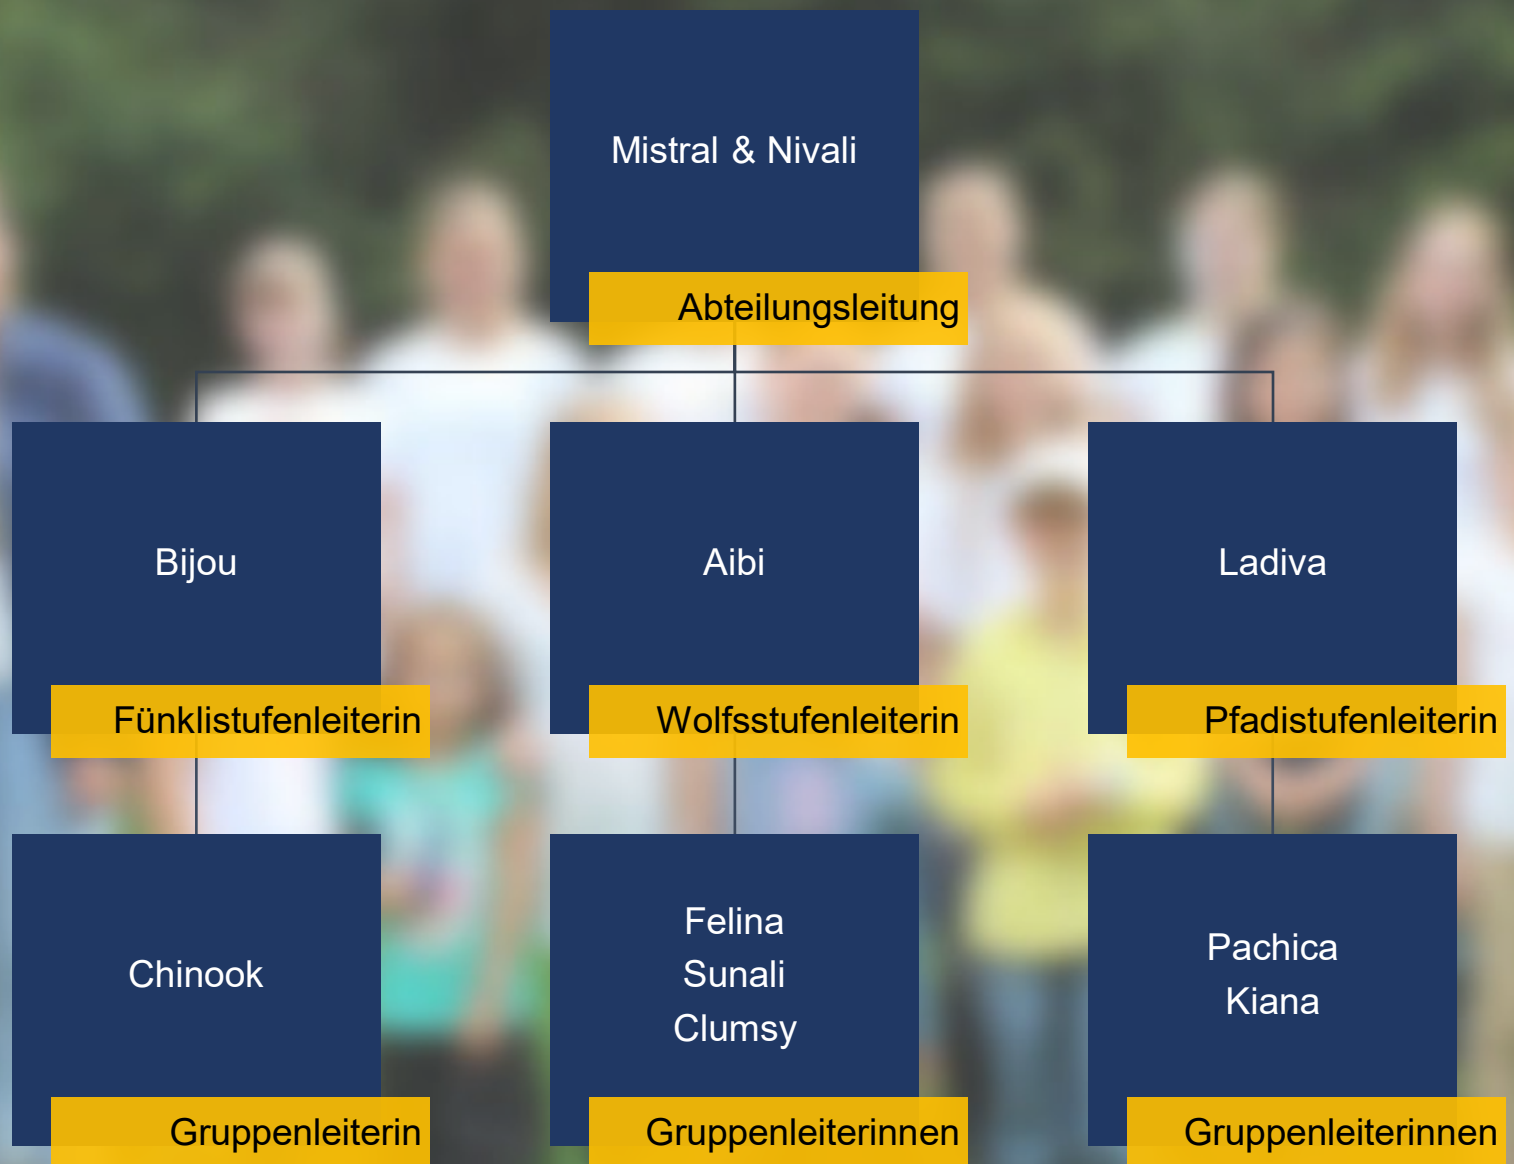 Mistral & Nivali
Abteilungsleitung
Bijou
Fünklistufenleiterin
Aibi
Wolfsstufenleiterin
Ladiva
Pfadistufenleiterin
Chinook
Gruppenleiterin
Felina
Sunali
Clumsy
Gruppenleiterinnen
Pachica
Kiana
Gruppenleiterinnen